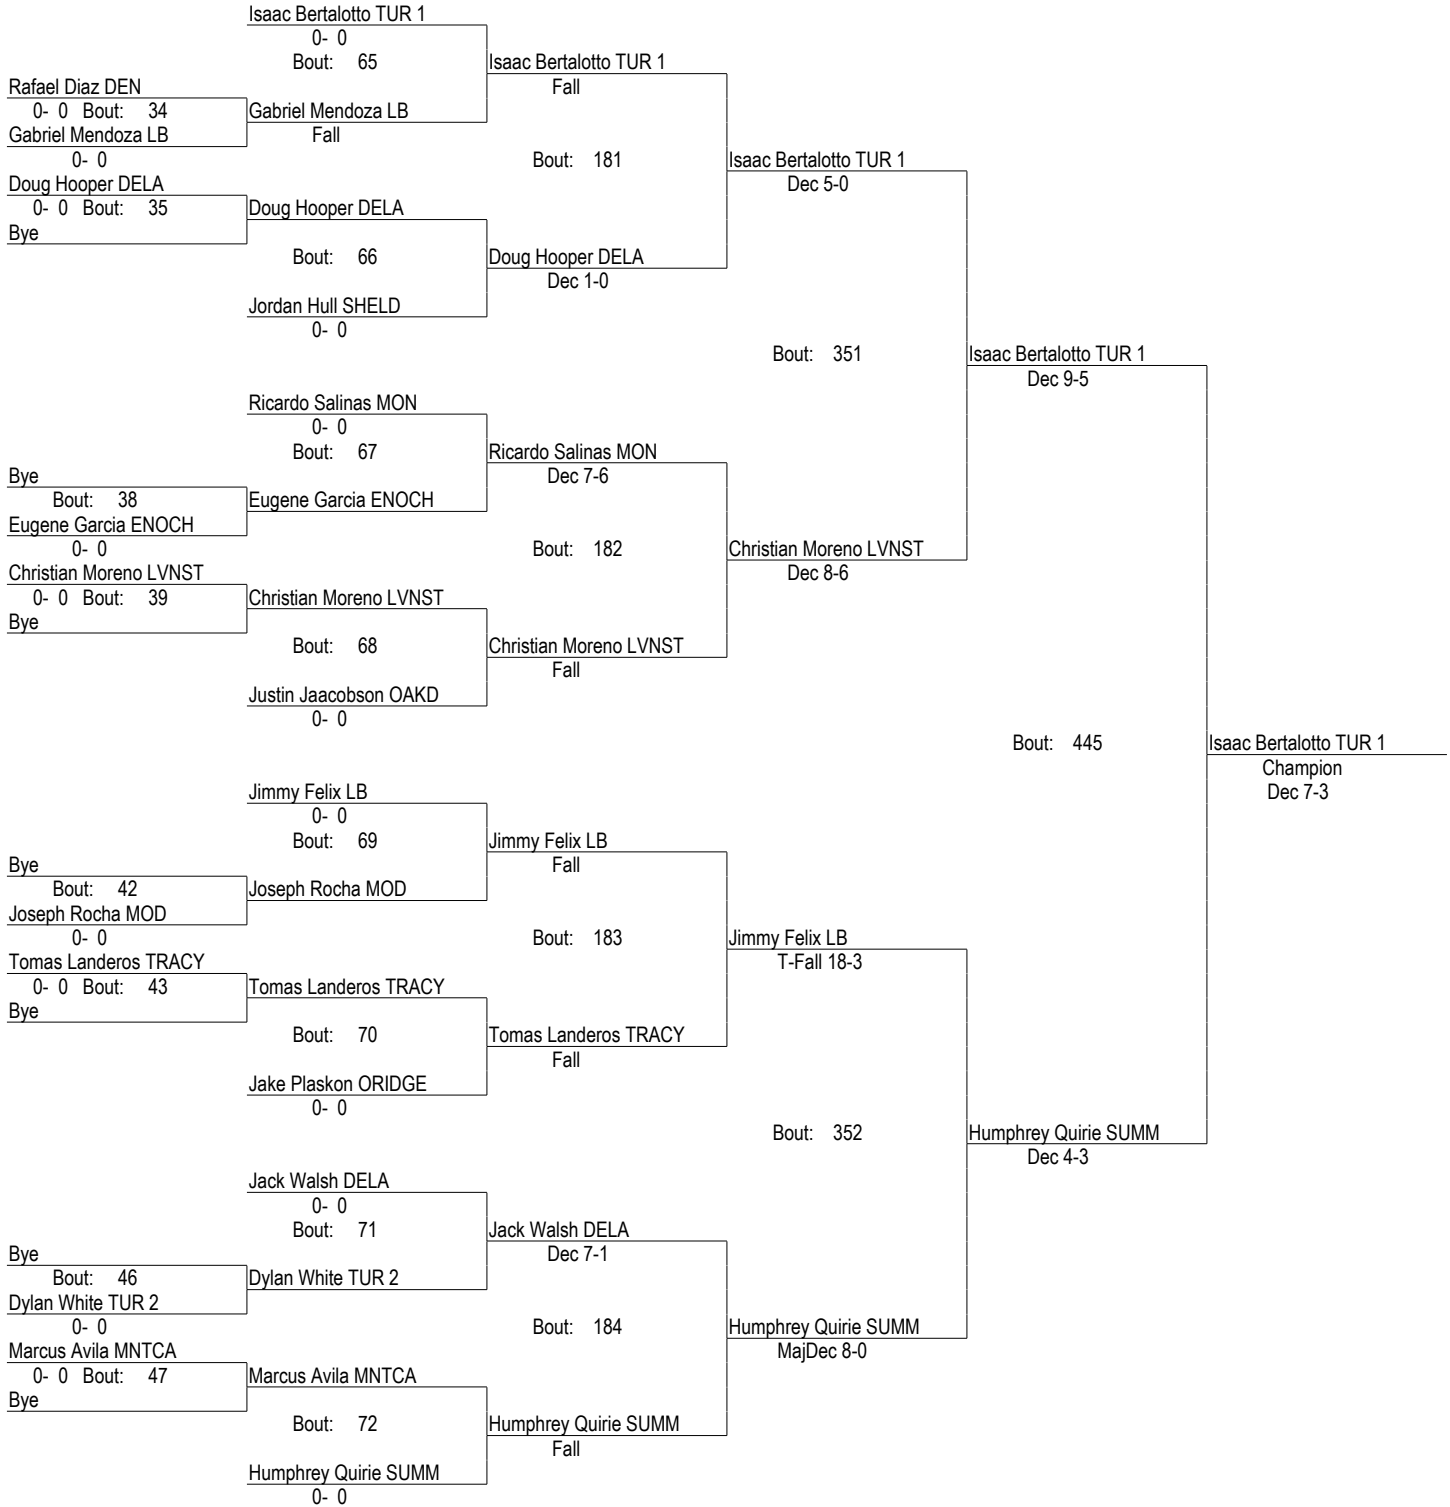 Isaac Bertalotto TUR 1
0- 0
Bout: 65
Isaac Bertalotto TUR 1
Fall
Rafael Diaz DEN
0- 0 Bout: 34
Gabriel Mendoza LB
Fall
Gabriel Mendoza LB
0- 0
Bout: 181
Isaac Bertalotto TUR 1
Dec 5-0
Doug Hooper DELA
0- 0 Bout: 35
Doug Hooper DELA
Bye
Bout: 66
Doug Hooper DELA
Dec 1-0
Jordan Hull SHELD
0- 0
Bout: 351
Isaac Bertalotto TUR 1
Dec 9-5
Ricardo Salinas MON
0- 0
Bout: 67
Ricardo Salinas MON
Dec 7-6
Bye
Bout: 38
Eugene Garcia ENOCH
Eugene Garcia ENOCH
0- 0
Bout: 182
Christian Moreno LVNST
Dec 8-6
Christian Moreno LVNST
0- 0 Bout: 39
Christian Moreno LVNST
Bye
Bout: 68
Christian Moreno LVNST
Fall
Justin Jaacobson OAKD
0- 0
Bout: 445
Isaac Bertalotto TUR 1
Champion
Dec 7-3
Jimmy Felix LB
0- 0
Bout: 69
Jimmy Felix LB
Fall
Bye
Bout: 42
Joseph Rocha MOD
Joseph Rocha MOD
0- 0
Bout: 183
Jimmy Felix LB
T-Fall 18-3
Tomas Landeros TRACY
0- 0 Bout: 43
Tomas Landeros TRACY
Bye
Bout: 70
Tomas Landeros TRACY
Fall
Jake Plaskon ORIDGE
0- 0
Bout: 352
Humphrey Quirie SUMM
Dec 4-3
Jack Walsh DELA
0- 0
Bout: 71
Jack Walsh DELA
Dec 7-1
Bye
Bout: 46
Dylan White TUR 2
Dylan White TUR 2
0- 0
Bout: 184
Humphrey Quirie SUMM
MajDec 8-0
Marcus Avila MNTCA
0- 0 Bout: 47
Marcus Avila MNTCA
Bye
Bout: 72
Humphrey Quirie SUMM
Fall
Humphrey Quirie SUMM
0- 0